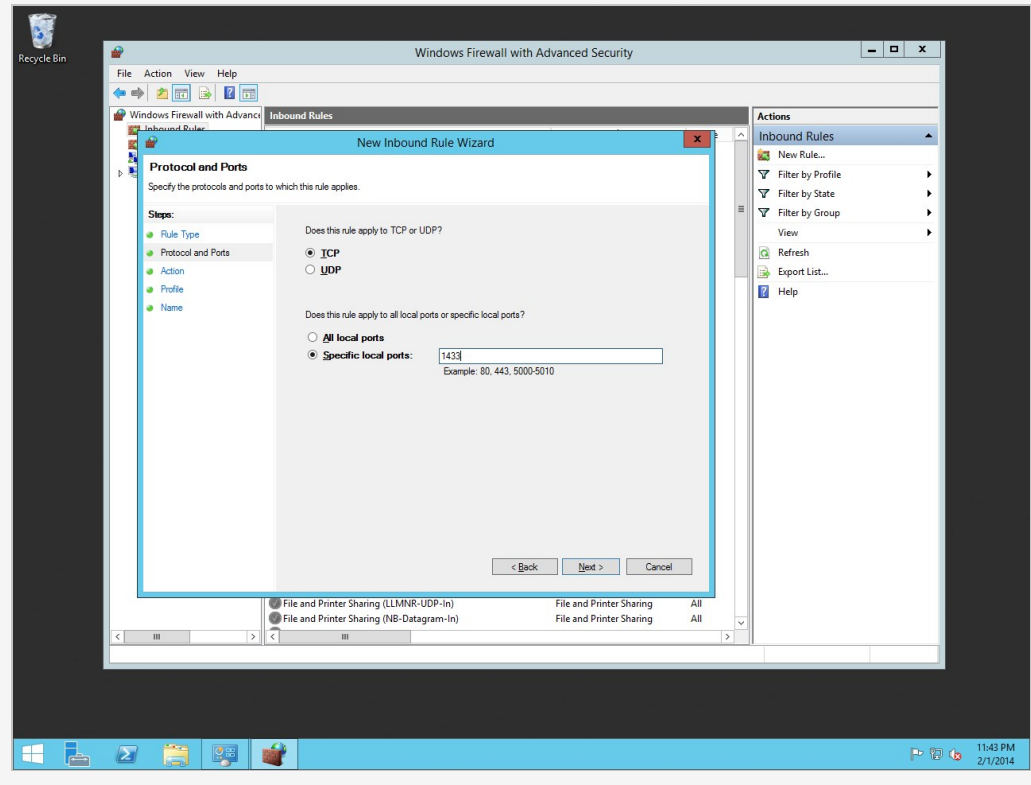 Recycle Bin
Windows Firewall with Advanced Security
File Action View Help
Windows Firewall with Advance
Inbound Rules
Inbound Rules
New Inbound Rule Wizard
Protocol and Ports
Specify the protocols and ports to which this rule applies.
Steps:
Rule Type
Protocol and Ports
Action
Profile
Name
Does this rule apply to TCP or UDP?
TCP
UDP
Does this rule apply to all local ports or specific local ports?
All local ports
Specific local ports: 1433
Example: 80, 443, 5000-5010
< Back Next > Cancel
File and Printer Sharing (LLMNR-UDP-In) File and Printer Sharing All
File and Printer Sharing (NB-Datagram-In) File and Printer Sharing All
Actions
Inbound Rules
New Rule...
Filter by Profile
Filter by State
Filter by Group
View
Refresh
Export List...
Help
11:43 PM
2/1/2014